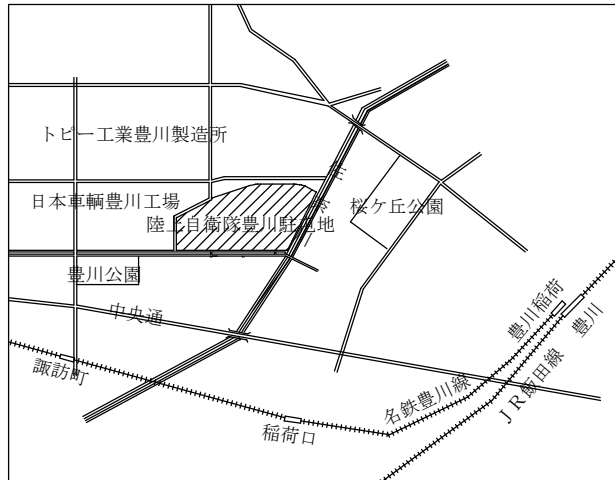 トピー工業豊川製造所
日本車輌豊川工場
陸上自衛隊豊川駐屯地
桜ケ丘公園
豊川公園
中央通
諏訪町
稲荷口
名鉄豊川線
豊川稲荷
豊川
JR飯田線